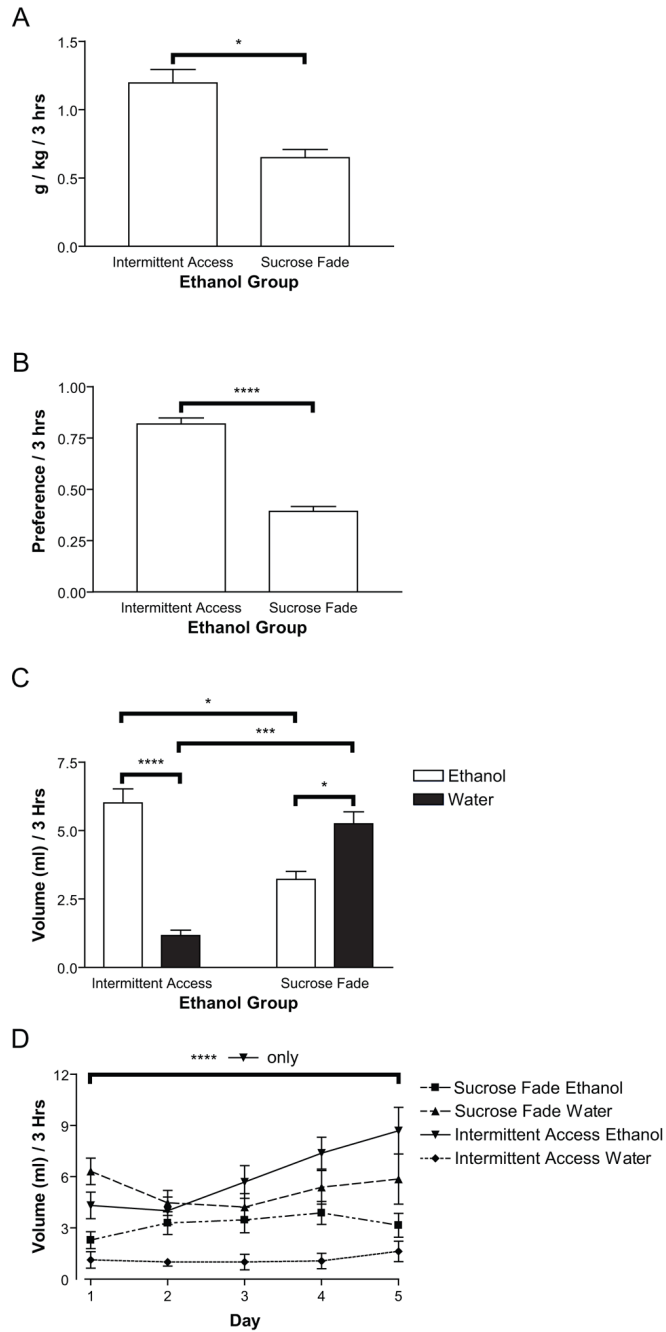 A
g / kg / 3 hrs
1.5
1.0
0.5
0.0
*
Intermittent Access
Sucrose Fade
Ethanol Group
B
Preference / 3 hrs
1.00
0.75
0.50
0.25
0.00
****
Intermittent Access
Sucrose Fade
Ethanol Group
C
Volume (ml) / 3 Hrs
7.5
5.0
2.5
0.0
*
***
****
*
Ethanol
Water
Intermittent Access
Sucrose Fade
Ethanol Group
D
Volume (ml) / 3 Hrs
12
9
6
3
0
**** only
Sucrose Fade Ethanol
Sucrose Fade Water
Intermittent Access Ethanol
Intermittent Access Water
1 2 3 4 5
Day